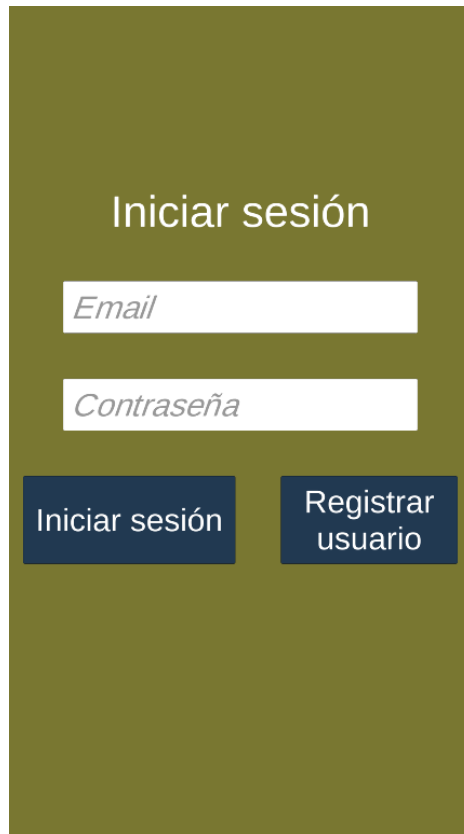 Iniciar sesión
Email
Contraseña
Iniciar sesión
Registrar
usuario